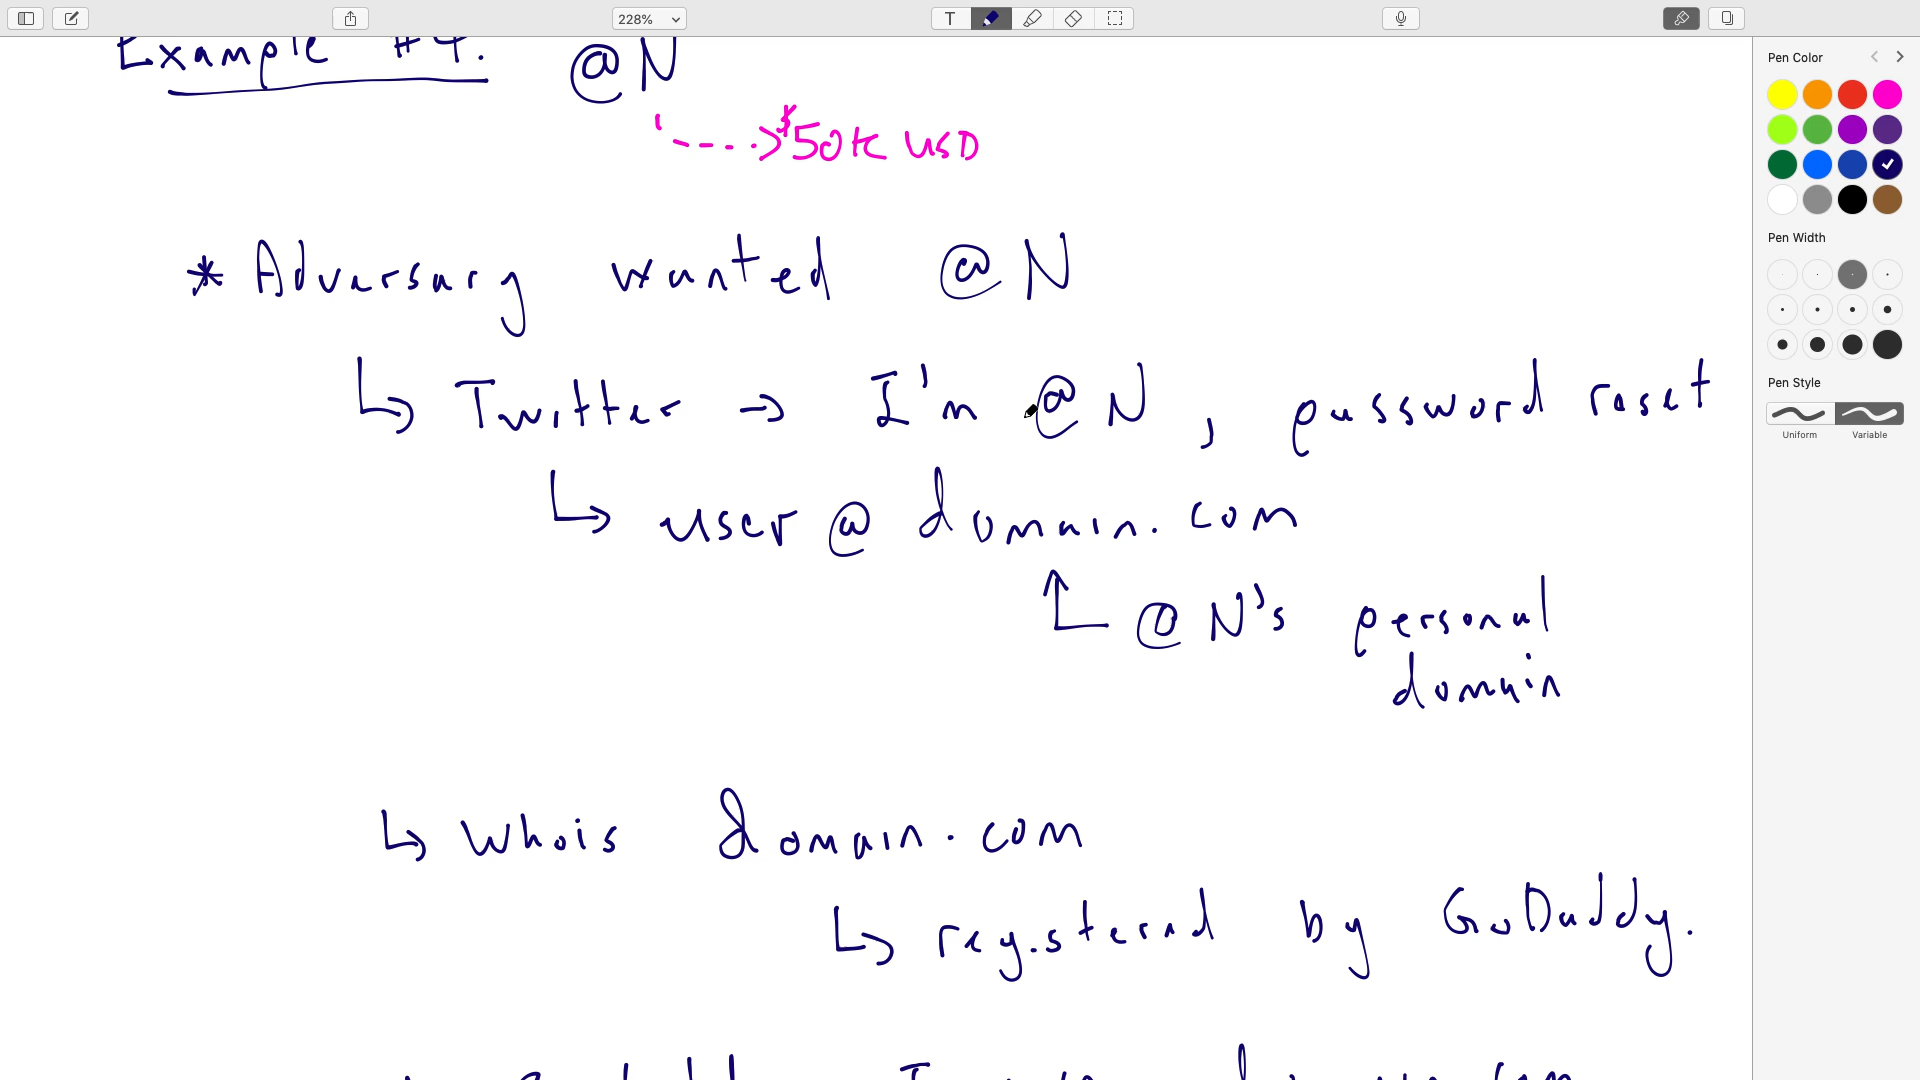 228%
T
Example #4: @N
$50K USD
* Adversary wanted @N
Twitter → I'm @N, password reset
user@domain.com
@N's personal
domain
Whois domain.com
registered by GoDaddy.
Pen Color
Pen Width
Pen Style
Uniform Variable